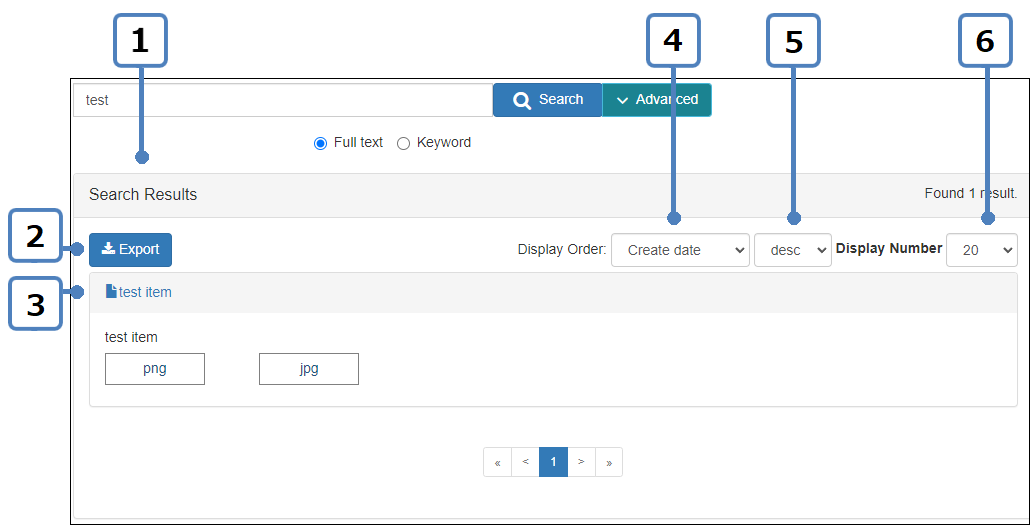 1 4 5 6
test Search Advanced
Full text Keyword
Search Results Found 1 result.
2 Export Display Order: Create date desc Display Number 20
3 test item
test item
png jpg
« < 1 > »